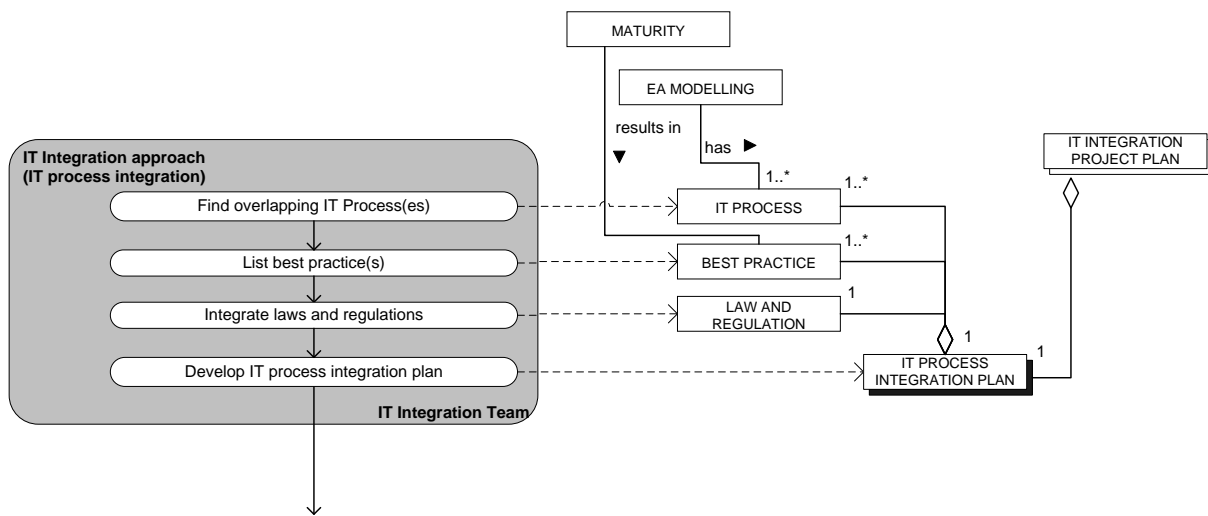 MATURITY
EA MODELLING
results in
has
IT INTEGRATION
PROJECT PLAN
IT Integration approach
(IT process integration)
1..*
1..*
Find overlapping IT Process(es)
IT PROCESS
1..*
List best practice(s)
BEST PRACTICE
1
Integrate laws and regulations
LAW AND
REGULATION
1
1
Develop IT process integration plan
IT PROCESS
INTEGRATION PLAN
IT Integration Team